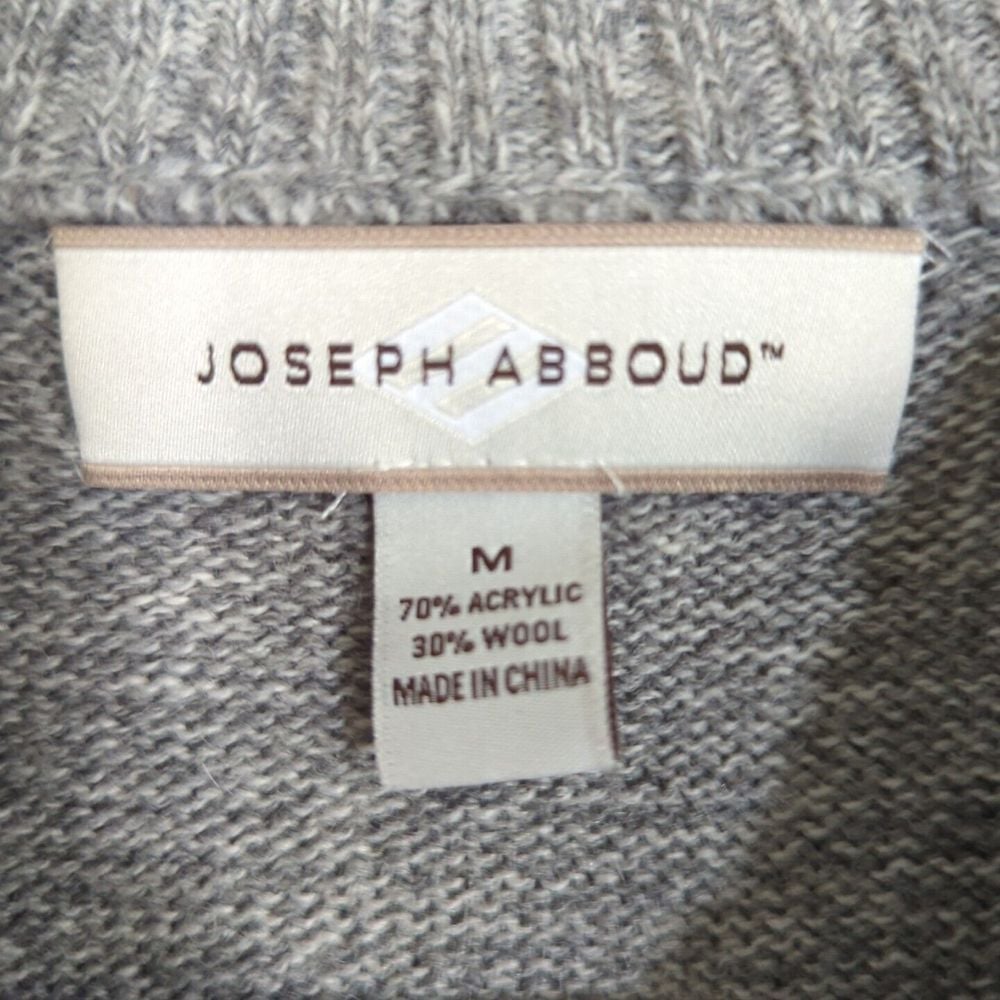 JOSEPH ABBOUD™
M
70% ACRYLIC
30% WOOL
MADE IN CHINA